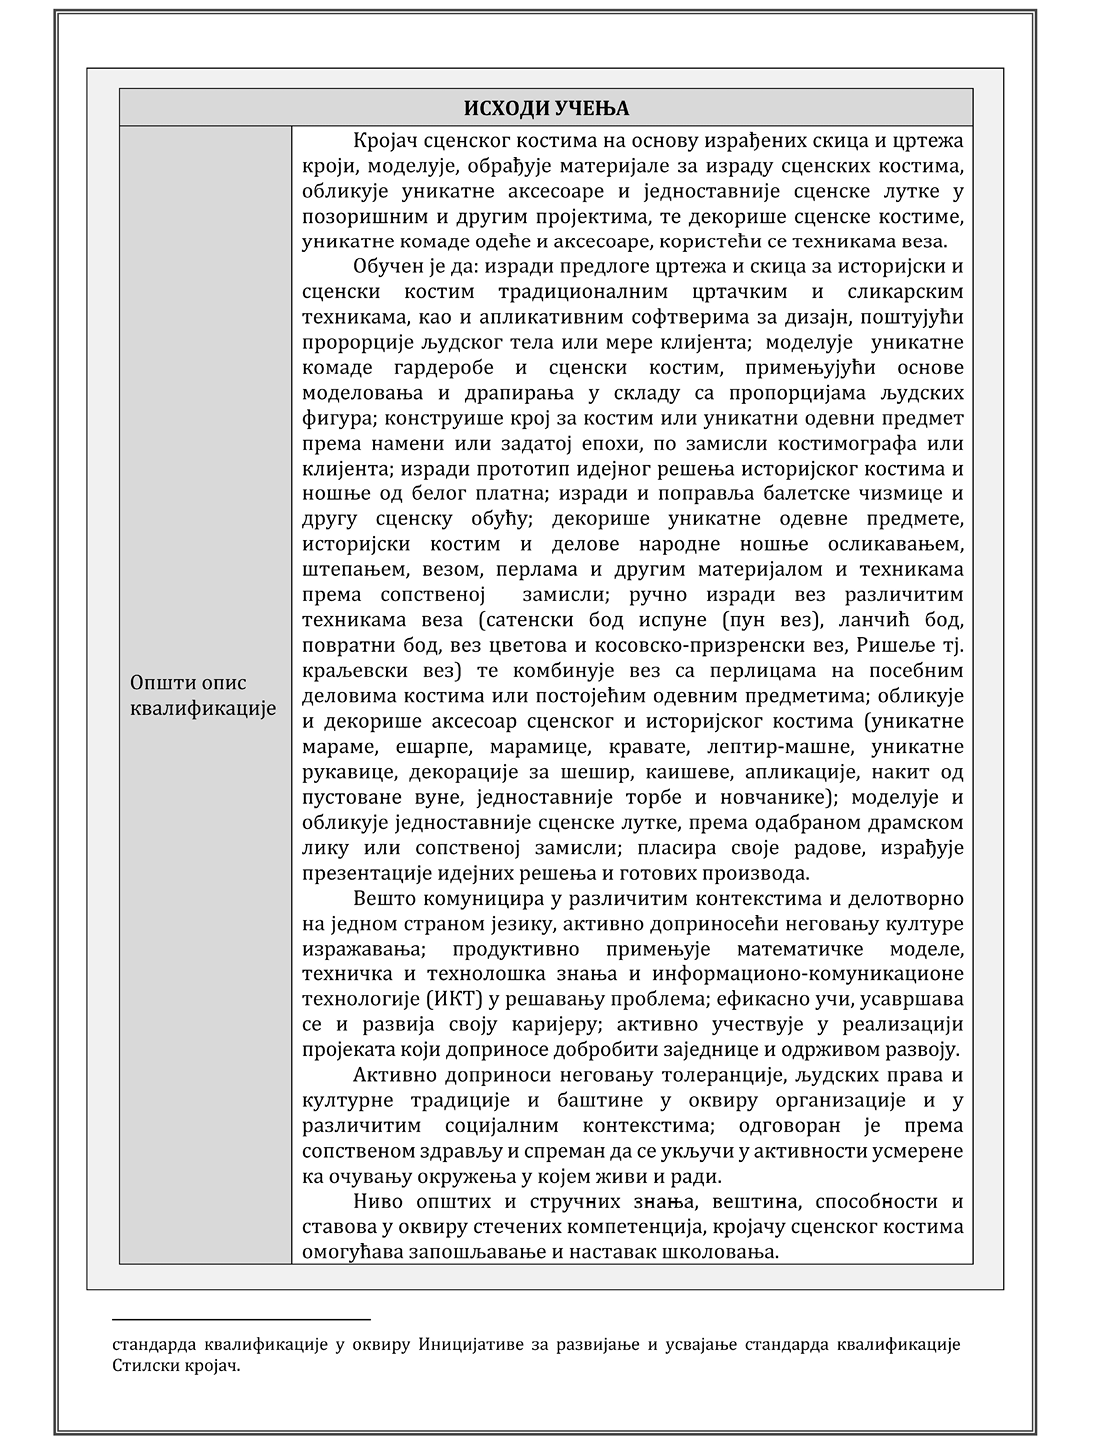 ИСХОДИ УЧЕЊА
Општи опис
квалификације
Кројач сценског костима на основу израђених скица и цртежа
кроји, моделује, обрађује материјале за израду сценских костима,
обликује уникатне аксесоаре и једноставније сценске лутке у
позоришним и другим пројектима, те декорише сценске костиме,
уникатне комаде одеће и аксесоаре, користећи се техникама веза.
Обучен је да: изради предлоге цртежа и скица за историјски и
сценски костим традиционалним цртачким и сликарским
техникама, као и апликативним софтверима за дизајн, поштујући
пророрције људског тела или мере клијента; моделује уникатне
комаде гардеробе и сценски костим, примењујући основе
моделовања и драпирања у складу са пропорцијама људских
фигура; конструише крој за костим или уникатни одевни предмет
према намени или задатој епохи, по замисли костимографа или
клијента; изради прототип идејног решења историјског костима и
ношње од белог платна; изради и поправља балетске чизмице и
другу сценску обућу; декорише уникатне одевне предмете,
историјски костим и делове народне ношње осликавањем,
штепањем, везом, перлама и другим материјалом и техникама
према сопственој замисли; ручно изради вез различитим
техникама веза (сатенски бод испуне (пун вез), ланчић бод,
повратни бод, вез цветова и косовско-призренски вез, Ришеље тј.
краљевски вез) те комбинује вез са перлицама на посебним
деловима костима или постојећим одевним предметима; обликује
и декорише аксесоар сценског и историјског костима (уникатне
мараме, ешарпе, марамице, кравате, лептир-машне, уникатне
рукавице, декорације за шешир, каишеве, апликације, накит од
пустоване вуне, једноставније торбе и новчанике); моделује и
обликује једноставније сценске лутке, према одабраном драмском
лику или сопственој замисли; пласира своје радове, израђује
презентације идејних решења и готових производа.
Вешто комуницира у различитим контекстима и делотворно
на једном страном језику, активно доприносећи неговању културе
изражавања; продуктивно примењује математичке моделе,
техничка и технолошка знања и информационо-комуникационе
технологије (ИКТ) у решавању проблема; ефикасно учи, усавршава
се и развија своју каријеру; активно учествује у реализацији
пројеката који доприносе добробити заједнице и одрживом развоју.
Активно доприноси неговању толеранције, људских права и
културне традиције и баштине у оквиру организације и у
различитим социјалним контекстима; одговоран је према
сопственом здрављу и спреман да се укључи у активности усмерене
ка очувању окружења у којем живи и ради.
Ниво општих и стручних знања, вештина, способности и
ставова у оквиру стечених компетенција, кројачу сценског костима
омогућава запошљавање и наставак школовања.
стандарда квалификације у оквиру Иницијативе за развијање и усвајање стандарда квалификације
Стилски кројач.